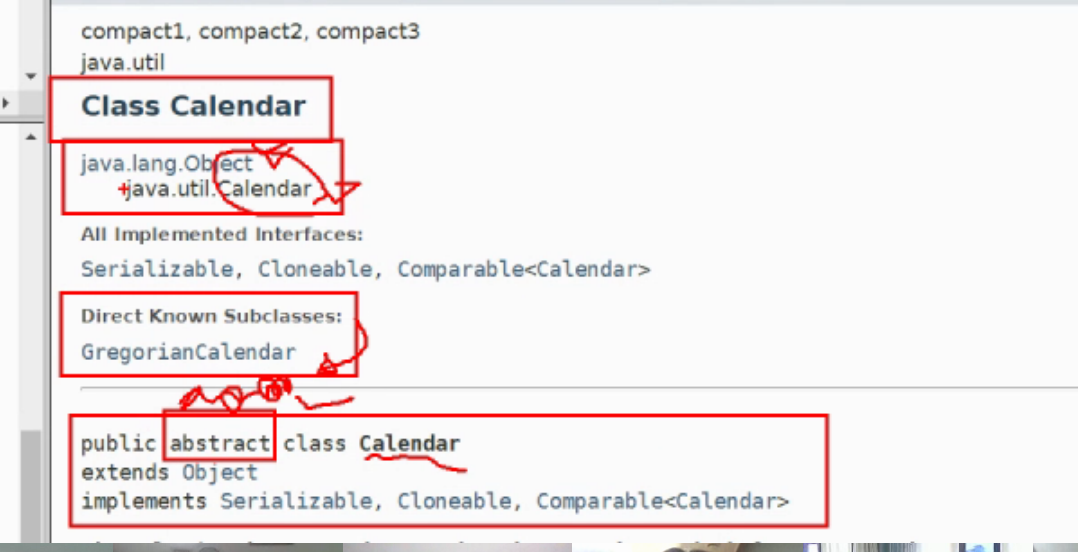 compact1, compact2, compact3
java.util
Class Calendar
java.lang.Object
java.util.Calendar
All Implemented Interfaces:
Serializable, Cloneable, Comparable<Calendar>
Direct Known Subclasses:
GregorianCalendar
public abstract class Calendar
extends Object
implements Serializable, Cloneable, Comparable<Calendar>